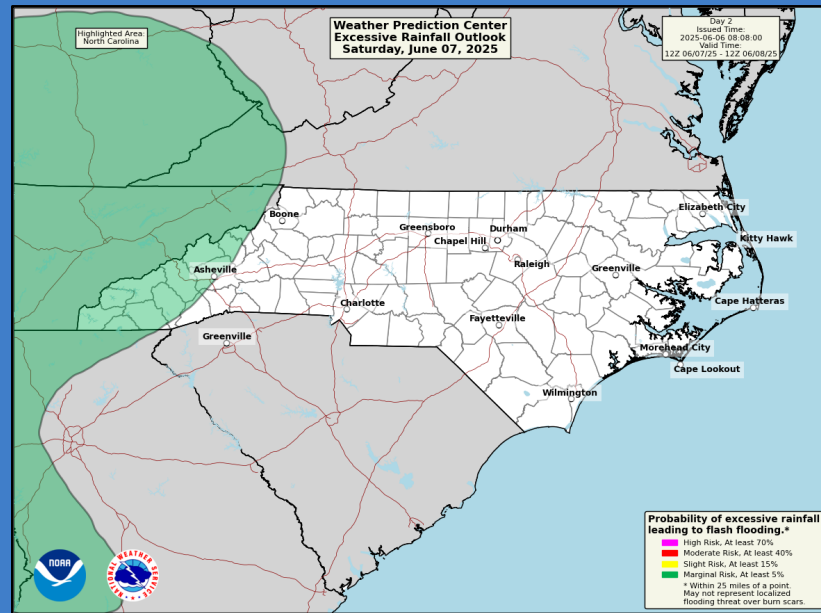 Highlighted Area:
North Carolina
Weather Prediction Center
Excessive Rainfall Outlook
Saturday, June 07, 2025
Day 2
Issued Time:
2025-06-06 08:08:00
Valid Time:
12Z 06/07/25 - 12Z 06/08/25
Elizabeth City
Boone
Greensboro
Durham
Kitty Hawk
Chapel Hill
Raleigh
Asheville
Greenville
Charlotte
Cape Hatteras
Fayetteville
Greenville
Morehead City
Cape Lookout
Wilmington
Probability of excessive rainfall
leading to flash flooding.*
High Risk, At least 70%
Moderate Risk, At least 40%
Slight Risk, At least 15%
Marginal Risk, At least 5%
* Within 25 miles of a point.
May not represent localized
flooding threat over burn scars.
NOAA
NATIONAL WEATHER SERVICE